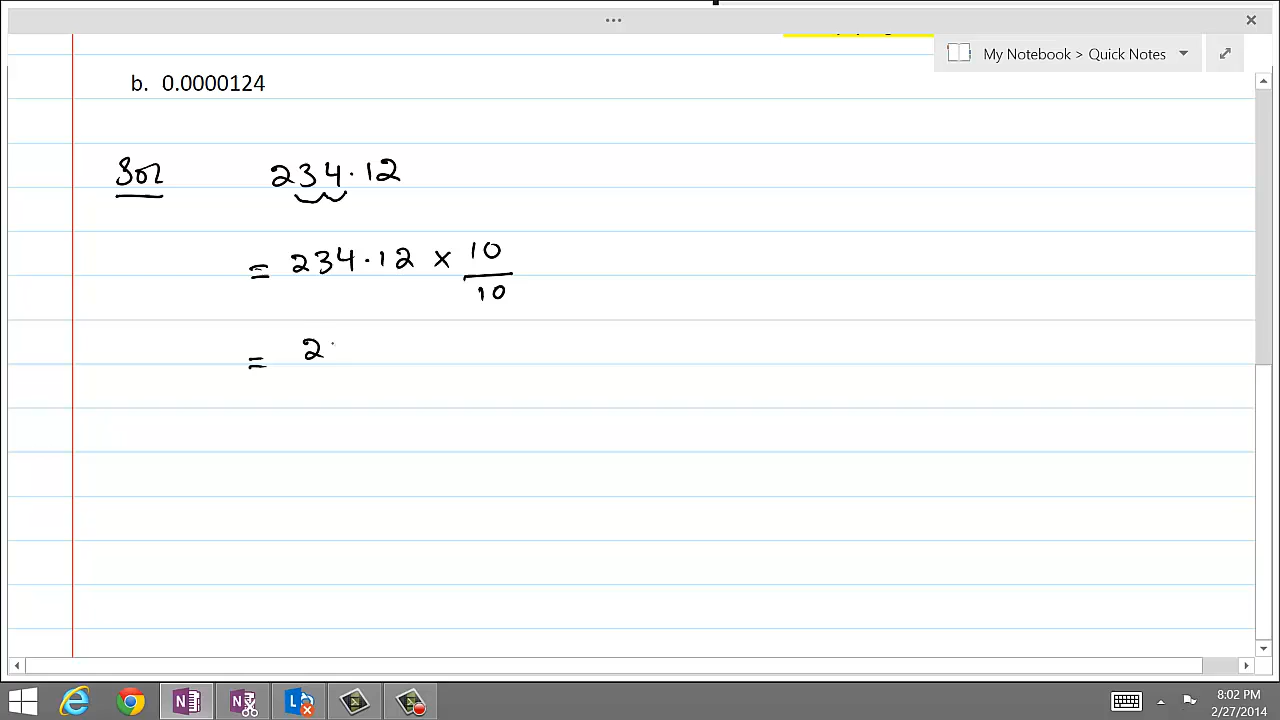 My Notebook > Quick Notes
b. 0.0000124
Sol 234.12
= 234.12 × 10/10
= 2
8:02 PM
2/27/2014